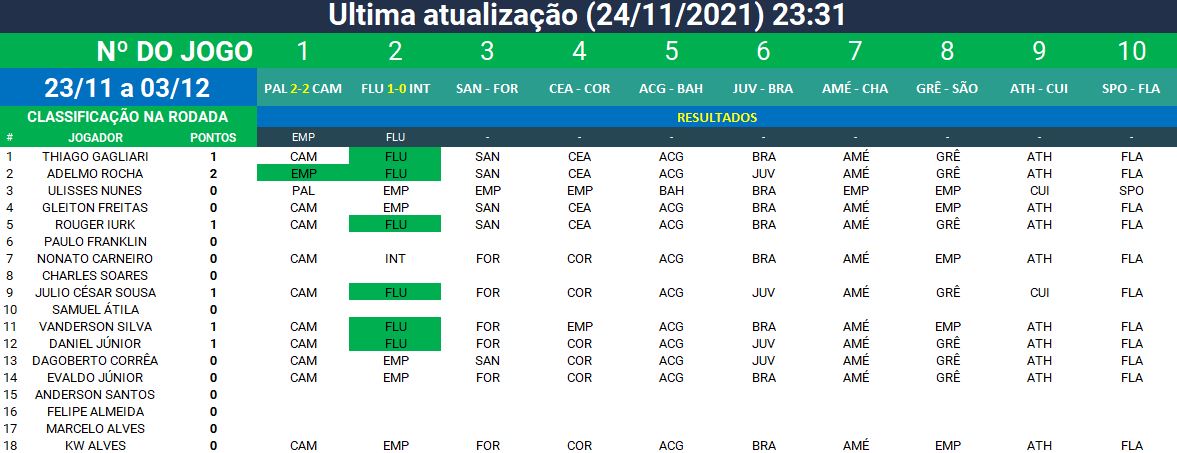 Última atualização (24/11/2021) 23:31
Nº DO JOGO 1 2 3 4 5 6 7 8 9 10
23/11 a 03/12 PAL 2-2 CAM FLU 1-0 INT SAN - FOR CEA - COR ACG - BAH JUV - BRA AMÉ - CHA GRÊ - SÃO ATH - CUI SPO - FLA
CLASSIFICAÇÃO NA RODADA RESULTADOS
# JOGADOR PONTOS EMP FLU - - - - - - - -
1 THIAGO GAGLIARI 1 CAM FLU SAN CEA ACG BRA AMÉ GRÊ ATH FLA
2 ADELMO ROCHA 2 EMP FLU SAN CEA ACG JUV AMÉ GRÊ ATH FLA
3 ULISSES NUNES 0 PAL EMP EMP EMP BAH BRA EMP EMP CUI SPO
4 GLEITON FREITAS 0 CAM EMP SAN CEA ACG BRA AMÉ EMP ATH FLA
5 ROUGER IURK 1 CAM FLU SAN CEA ACG BRA AMÉ GRÊ ATH FLA
6 PAULO FRANKLIN 0
7 NONATO CARNEIRO 0 CAM INT FOR COR ACG BRA AMÉ EMP ATH FLA
8 CHARLES SOARES 0
9 JULIO CÉSAR SOUSA 1 CAM FLU FOR COR ACG JUV AMÉ GRÊ CUI FLA
10 SAMUEL ÁTILA 0
11 VANDERSON SILVA 1 CAM FLU FOR EMP ACG BRA AMÉ EMP ATH FLA
12 DANIEL JÚNIOR 1 CAM FLU FOR COR ACG JUV AMÉ GRÊ ATH FLA
13 DAGOBERTO CORRÊA 0 CAM EMP SAN COR ACG JUV AMÉ GRÊ ATH FLA
14 EVALDO JÚNIOR 0 CAM EMP FOR COR ACG BRA AMÉ GRÊ ATH FLA
15 ANDERSON SANTOS 0
16 FELIPE ALMEIDA 0
17 MARCELO ALVES 0
18 KW ALVES 0 CAM EMP FOR COR ACG BRA AMÉ EMP ATH FLA